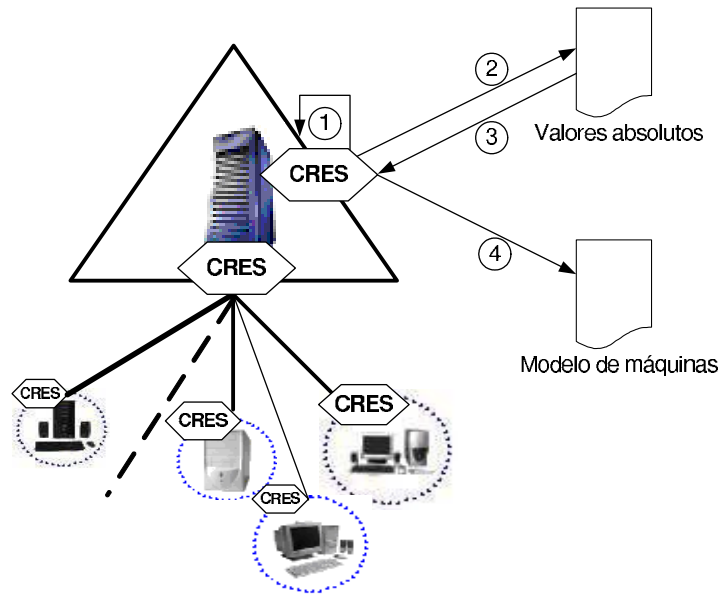 2
1
3
Valores absolutos
CRES
4
CRES
Modelo de máquinas
CRES
CRES
CRES
CRES